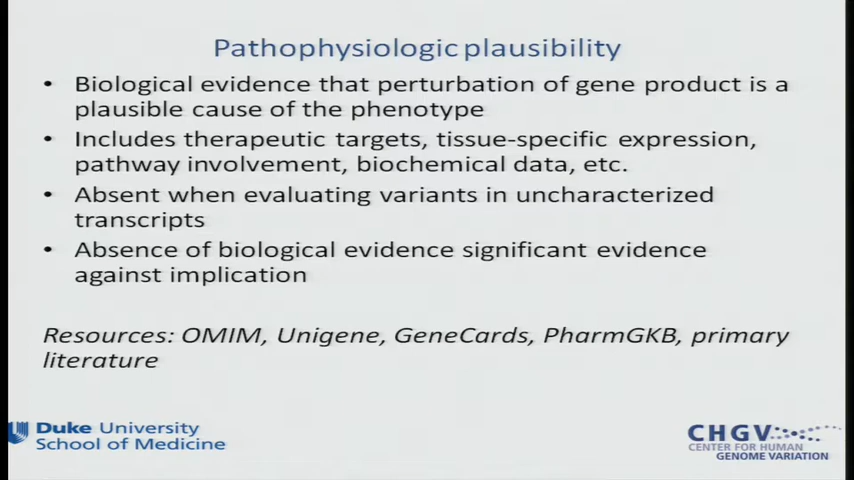 Pathophysiologic plausibility
• Biological evidence that perturbation of gene product is a
plausible cause of the phenotype
• Includes therapeutic targets, tissue-specific expression,
pathway involvement, biochemical data, etc.
• Absent when evaluating variants in uncharacterized
transcripts
• Absence of biological evidence significant evidence
against implication
Resources: OMIM, Unigene, GeneCards, PharmGKB, primary
literature
Duke University
School of Medicine
CHGV
CENTER FOR HUMAN
GENOME VARIATION